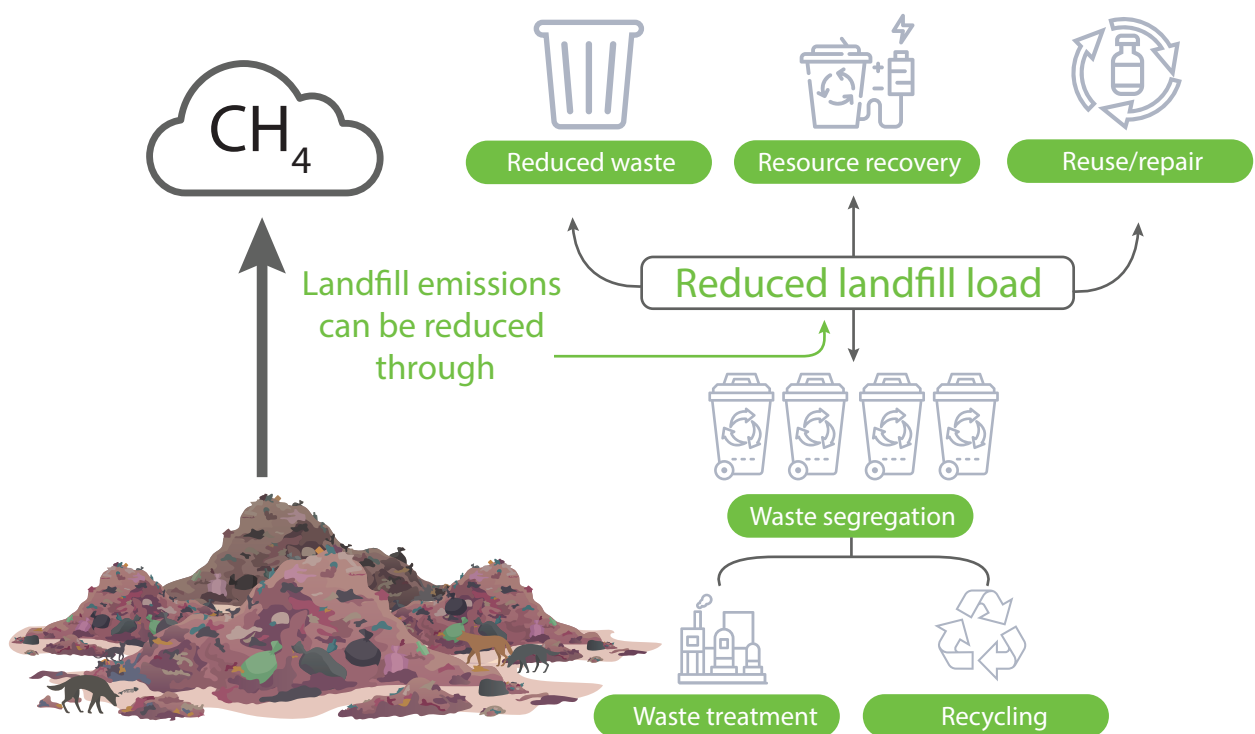 CH4
Reduced waste
Resource recovery
Reuse/repair
Landfill emissions
can be reduced
through
Reduced landfill load
Waste segregation
Waste treatment
Recycling